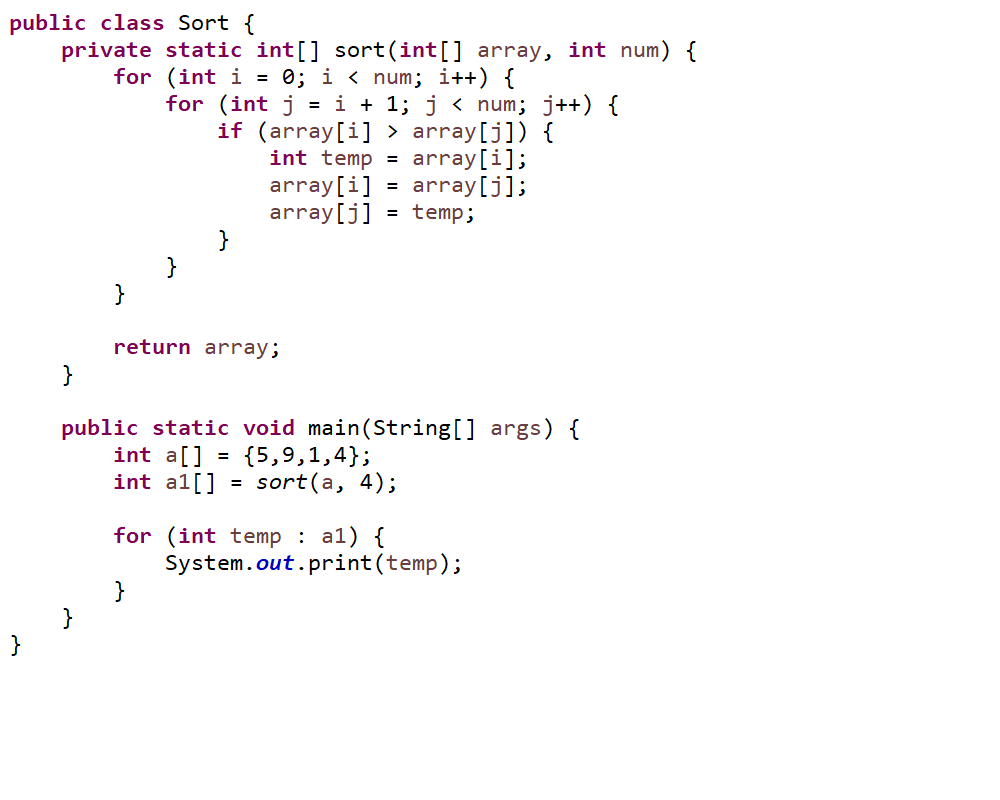 public class Sort {
    private static int[] sort(int[] array, int num) {
        for (int i = 0; i < num; i++) {
            for (int j = i + 1; j < num; j++) {
                if (array[i] > array[j]) {
                    int temp = array[i];
                    array[i] = array[j];
                    array[j] = temp;
                }
            }
        }

        return array;
    }

    public static void main(String[] args) {
        int a[] = {5,9,1,4};
        int a1[] = sort(a, 4);

        for (int temp : a1) {
            System.out.print(temp);
        }
    }
}